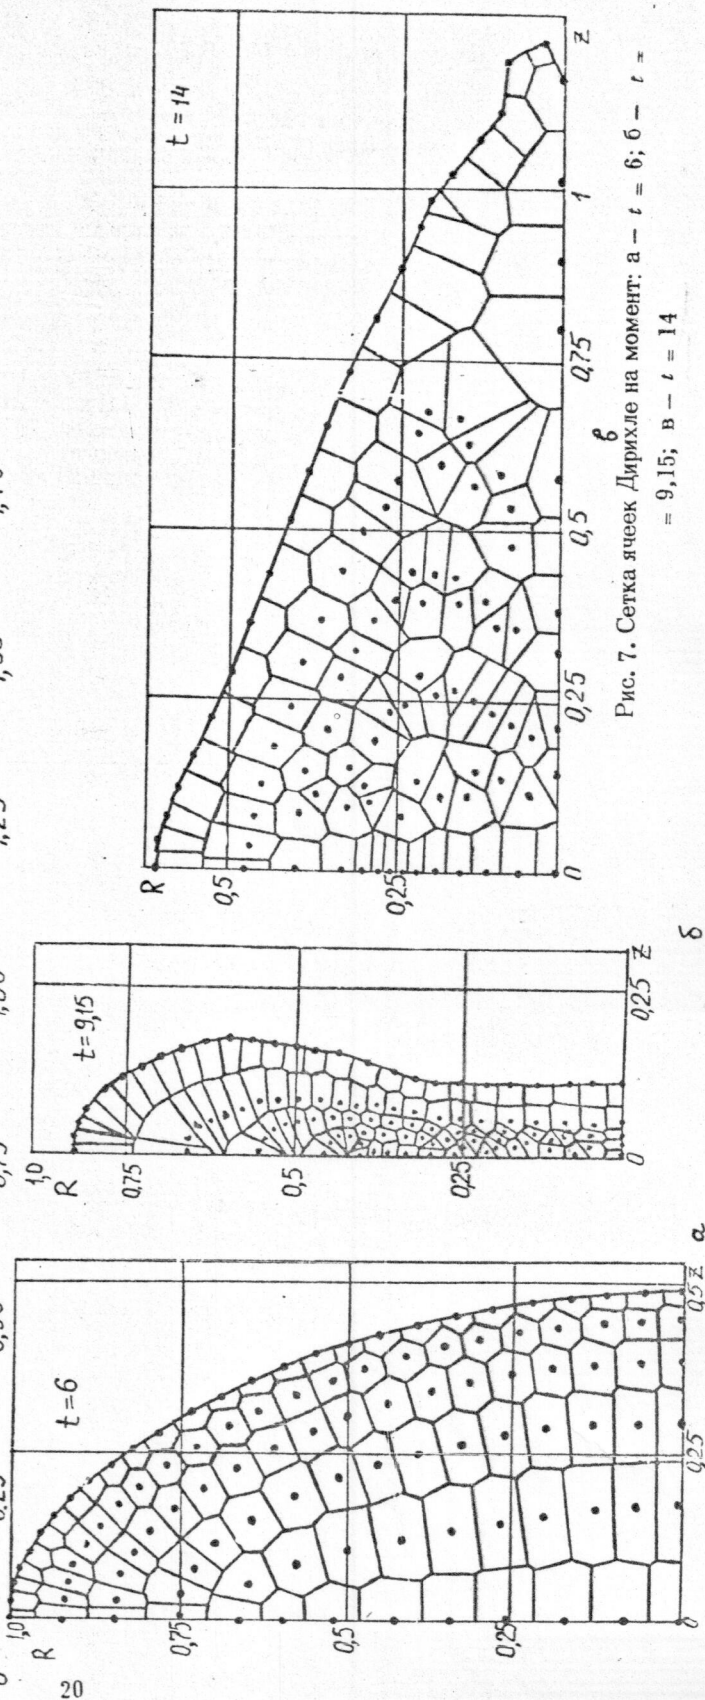 t = 6
1,0
R
0,75
0,5
0,25
0
0,25
0,5 Z
а
t = 9,15
1,0
R
0,75
0,5
0,25
0
0,25
Z
б
t = 14
R
0,5
0,25
0
0,25
0,5
0,75
1
Z
в
Рис. 7. Сетка ячеек Дирихле на момент: а — t = 6; б — t =
= 9,15; в — t = 14
20